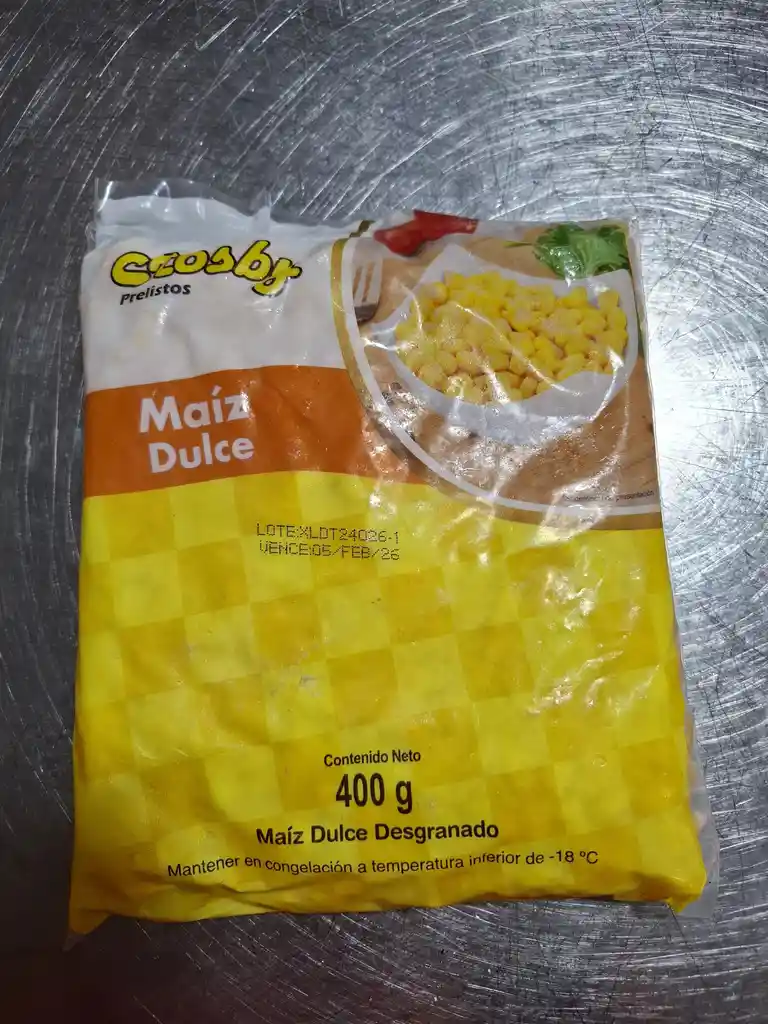 Crosby
Prelistos
Maíz
Dulce
LOTE:XLDT24026-1
VENCE:05/FEB/26
Contenido Neto
400 g
Maíz Dulce Desgranado
Mantener en congelación a temperatura inferior de -18 ºC